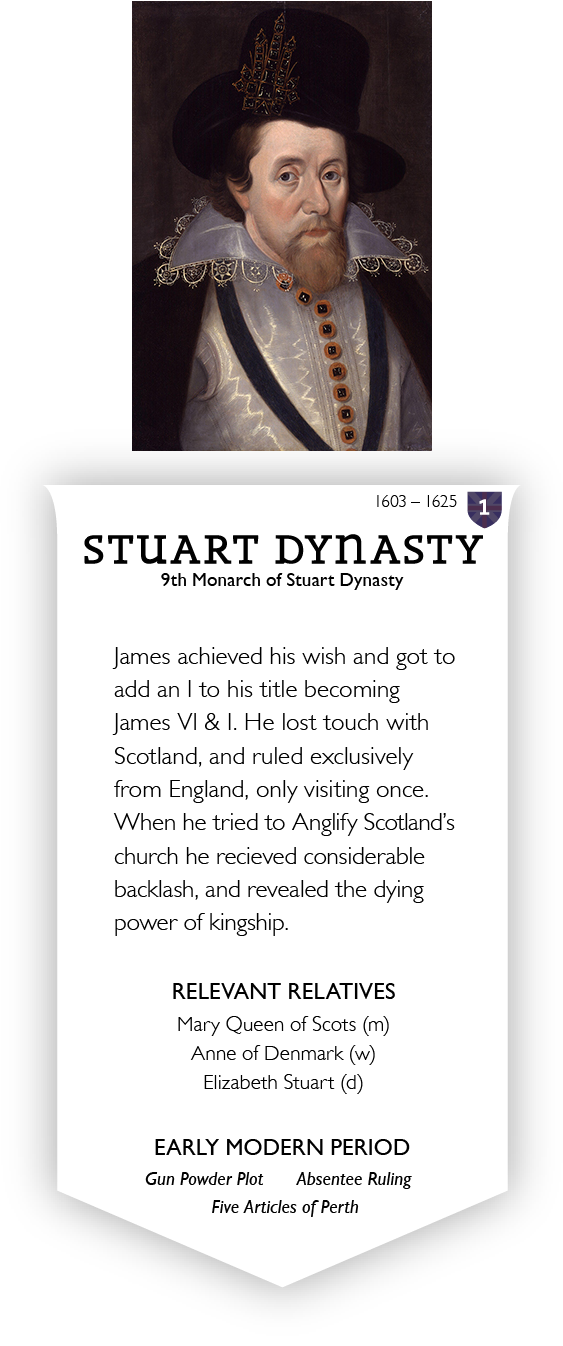 1603 – 1625
1
STUART DYNASTY
9th Monarch of Stuart Dynasty
James achieved his wish and got to
add an I to his title becoming
James VI & I. He lost touch with
Scotland, and ruled exclusively
from England, only visiting once.
When he tried to Anglify Scotland's
church he recieved considerable
backlash, and revealed the dying
power of kingship.
RELEVANT RELATIVES
Mary Queen of Scots (m)
Anne of Denmark (w)
Elizabeth Stuart (d)
EARLY MODERN PERIOD
Gun Powder Plot Absentee Ruling
Five Articles of Perth